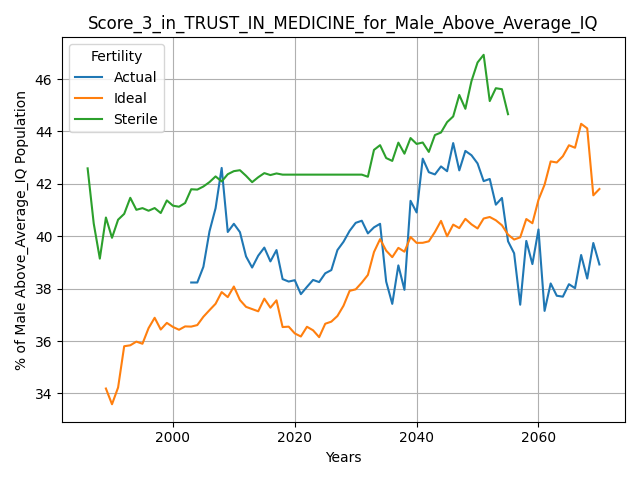 Score_3_in_TRUST_IN_MEDICINE_for_Male_Above_Average_IQ
Fertility
Actual
Ideal
Sterile
% of Male Above_Average_IQ Population
46
44
42
40
38
36
34
2000
2020
2040
2060
Years